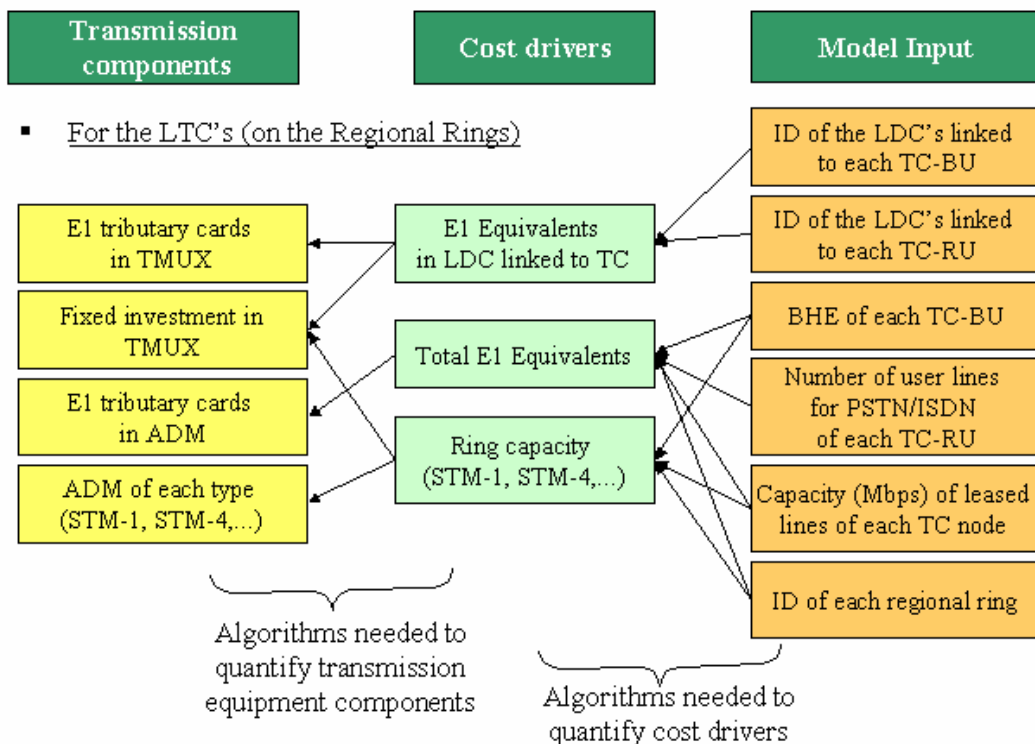 Transmission
components
Cost drivers
Model Input
▪ For the LTC's (on the Regional Rings)
E1 tributary cards
in TMUX
Fixed investment in
TMUX
E1 tributary cards
in ADM
ADM of each type
(STM-1, STM-4,...)
E1 Equivalents
in LDC linked to TC
Total E1 Equivalents
Ring capacity
(STM-1, STM-4,...)
ID of the LDC's linked
to each TC-BU
ID of the LDC's linked
to each TC-RU
BHE of each TC-BU
Number of user lines
for PSTN/ISDN
of each TC-RU
Capacity (Mbps) of leased
lines of each TC node
ID of each regional ring
Algorithms needed to
quantify transmission
equipment components
Algorithms needed to
quantify cost drivers